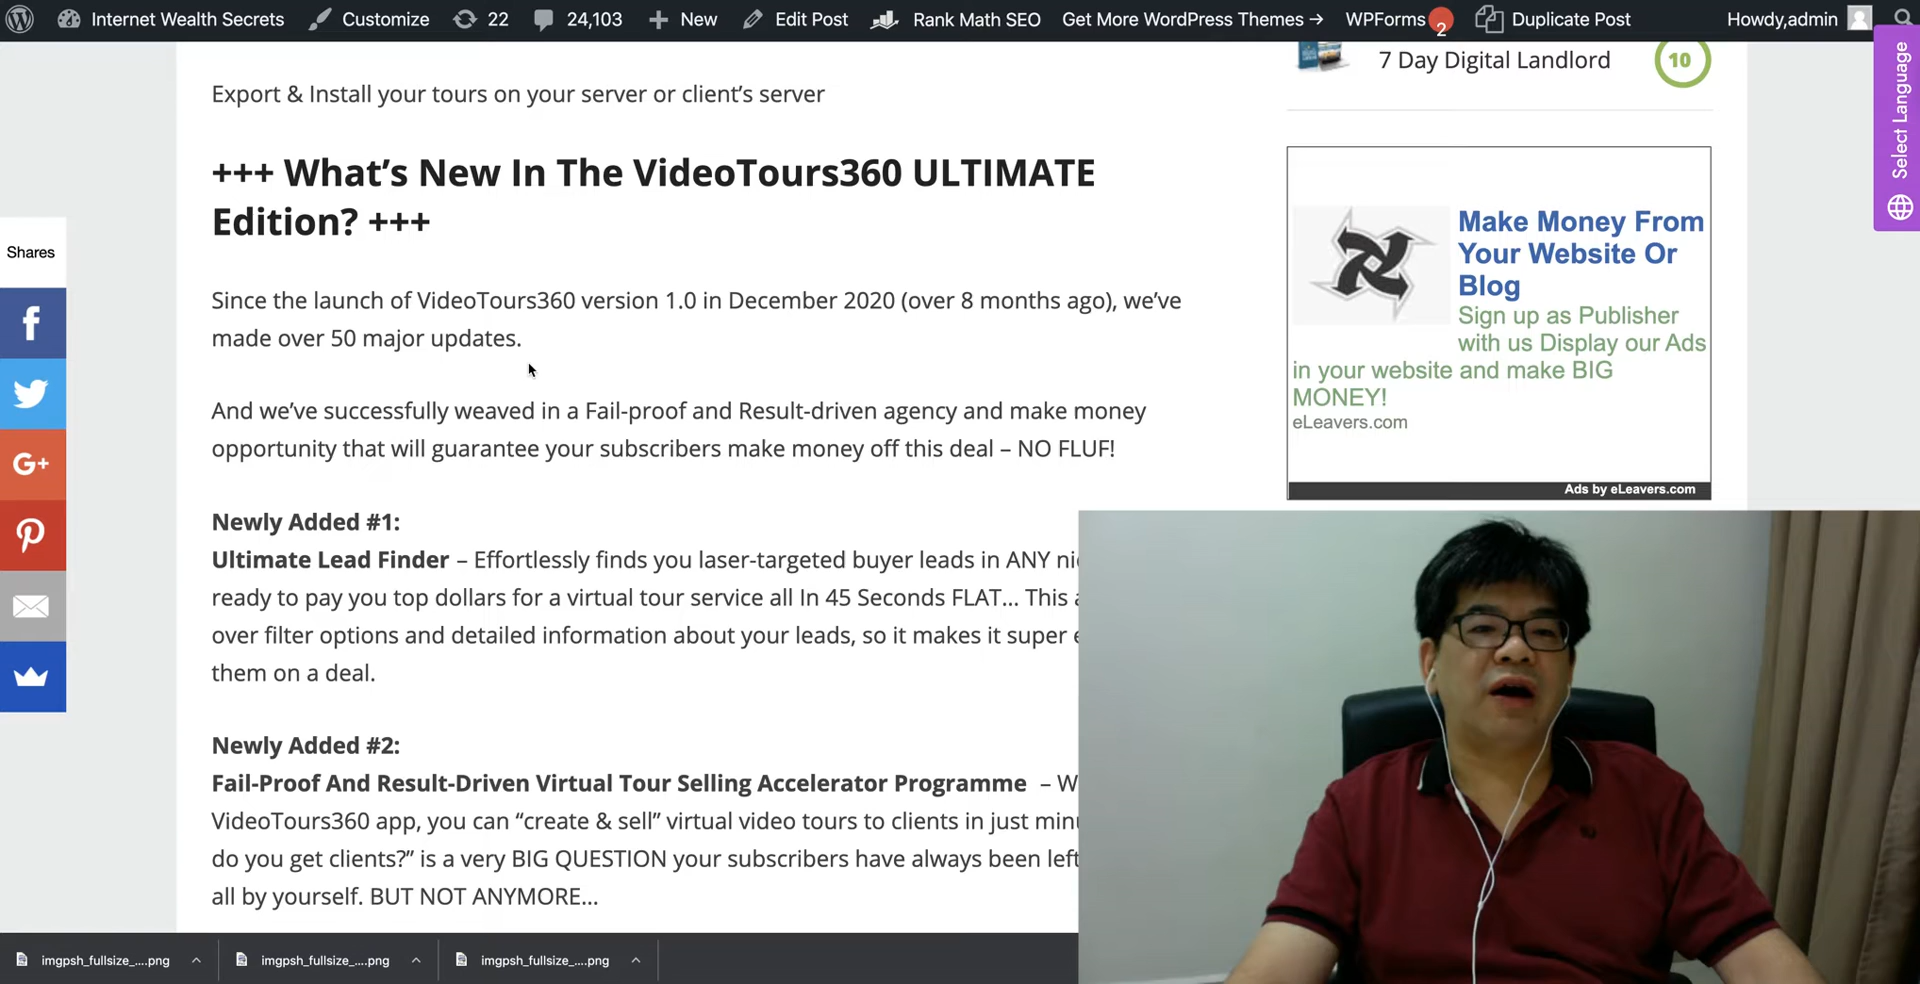 Internet Wealth Secrets Customize 22 24,103 New Edit Post Rank Math SEO Get More WordPress Themes → WPForms 2 Duplicate Post Howdy,admin
Export & Install your tours on your server or client’s server
+++ What’s New In The VideoTours360 ULTIMATE
Edition? +++
Since the launch of VideoTours360 version 1.0 in December 2020 (over 8 months ago), we’ve
made over 50 major updates.
And we’ve successfully weaved in a Fail-proof and Result-driven agency and make money
opportunity that will guarantee your subscribers make money off this deal – NO FLUF!
Newly Added #1:
Ultimate Lead Finder – Effortlessly finds you laser-targeted buyer leads in ANY
ready to pay you top dollars for a virtual tour service all In 45 Seconds FLAT... This
over filter options and detailed information about your leads, so it makes it super
them on a deal.
Newly Added #2:
Fail-Proof And Result-Driven Virtual Tour Selling Accelerator Programme –
VideoTours360 app, you can “create & sell” virtual video tours to clients in just
do you get clients?” is a very BIG QUESTION your subscribers have always been left
all by yourself. BUT NOT ANYMORE...
7 Day Digital Landlord 10
Make Money From
Your Website Or
Blog
Sign up as Publisher
with us Display our Ads
in your website and make BIG
MONEY!
eLeavers.com
Ads by eLeavers.com
Select Language
Shares
f
G+
imgpsh_fullsize_....png
imgpsh_fullsize_....png
imgpsh_fullsize_....png